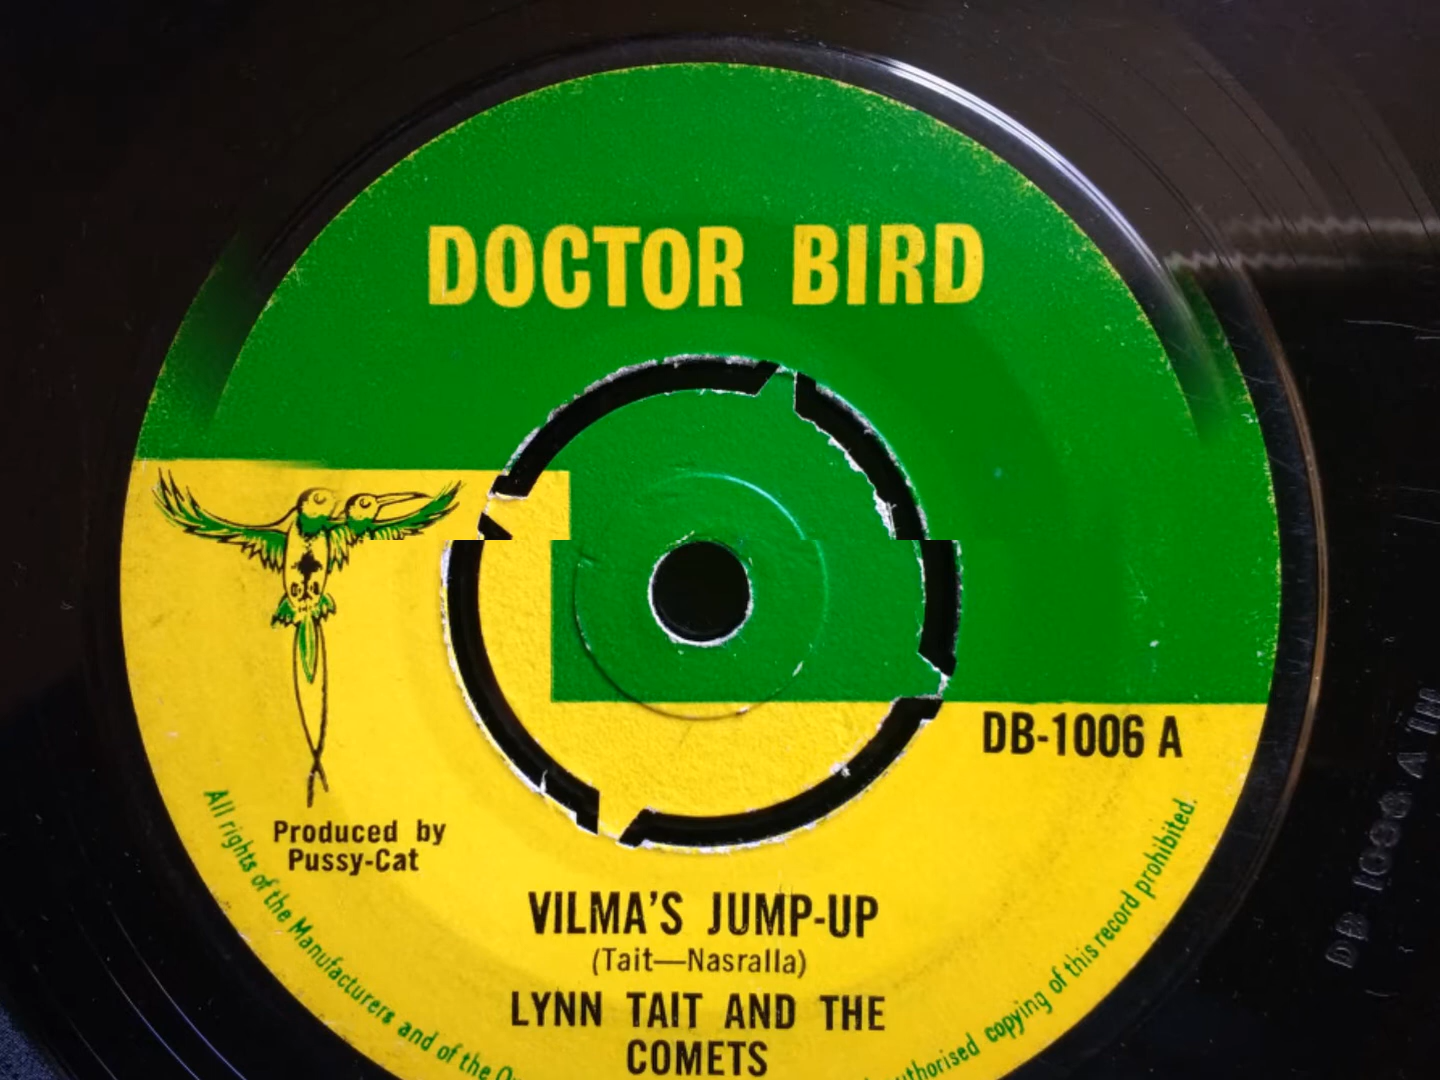 DOCTOR BIRD
DB-1006 A
Produced by
Pussy-Cat
VILMA'S JUMP-UP
(Tait—Nasralla)
LYNN TAIT AND THE
COMETS
All rights of the Manufacturers and of the
copying of this record prohibited.